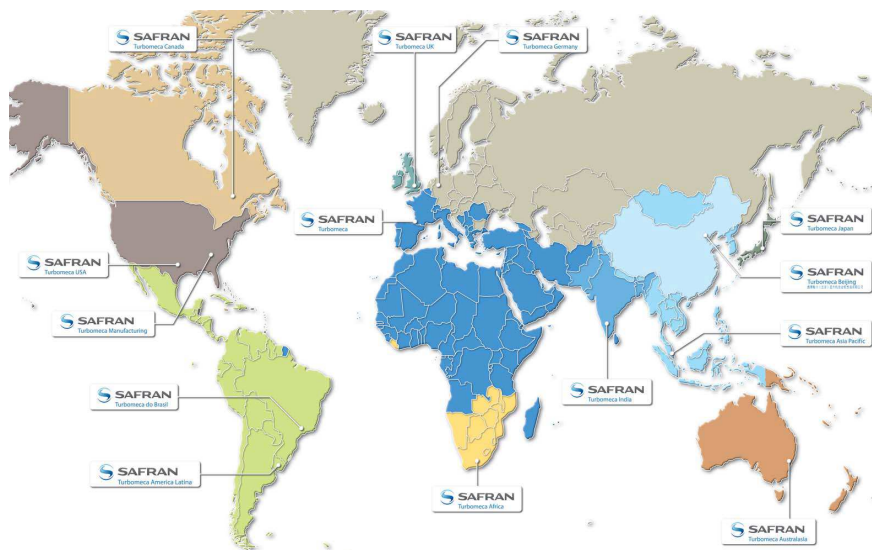 SAFRAN
Turbomeca Canada
SAFRAN
Turbomeca UK
SAFRAN
Turbomeca Germany
SAFRAN
Turbomeca
SAFRAN
Turbomeca Japan
SAFRAN
Turbomeca USA
SAFRAN
Turbomeca Beijing
SAFRAN
Turbomeca Manufacturing
SAFRAN
Turbomeca Asia Pacific
SAFRAN
Turbomeca do Brasil
SAFRAN
Turbomeca India
SAFRAN
Turbomeca America Latina
SAFRAN
Turbomeca Africa
SAFRAN
Turbomeca Australasia